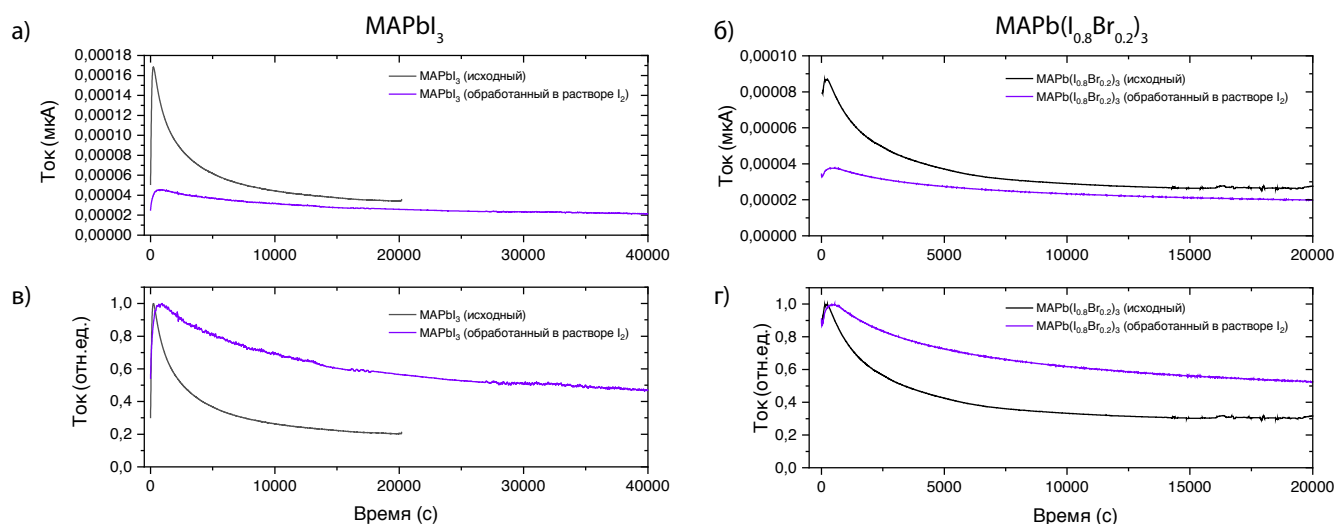 а)
MAPbI₃
Ток (мкА)
0,00018
0,00016
0,00014
0,00012
0,00010
0,00008
0,00006
0,00004
0,00002
0,00000
MAPbI₃ (исходный)
MAPbI₃ (обработанный в растворе I₂)
0 10000 20000 30000 40000
б)
MAPb(I₀.₈Br₀.₂)₃
Ток (мкА)
0,00010
0,00008
0,00006
0,00004
0,00002
0,00000
MAPb(I₀.₈Br₀.₂)₃ (исходный)
MAPb(I₀.₈Br₀.₂)₃ (обработанный в растворе I₂)
0 5000 10000 15000 20000
в)
Ток (отн.ед.)
1,0
0,8
0,6
0,4
0,2
0,0
MAPbI₃ (исходный)
MAPbI₃ (обработанный в растворе I₂)
0 10000 20000 30000 40000
Время (с)
г)
Ток (отн.ед.)
1,0
0,8
0,6
0,4
0,2
0,0
MAPb(I₀.₈Br₀.₂)₃ (исходный)
MAPb(I₀.₈Br₀.₂)₃ (обработанный в растворе I₂)
0 5000 10000 15000 20000
Время (с)